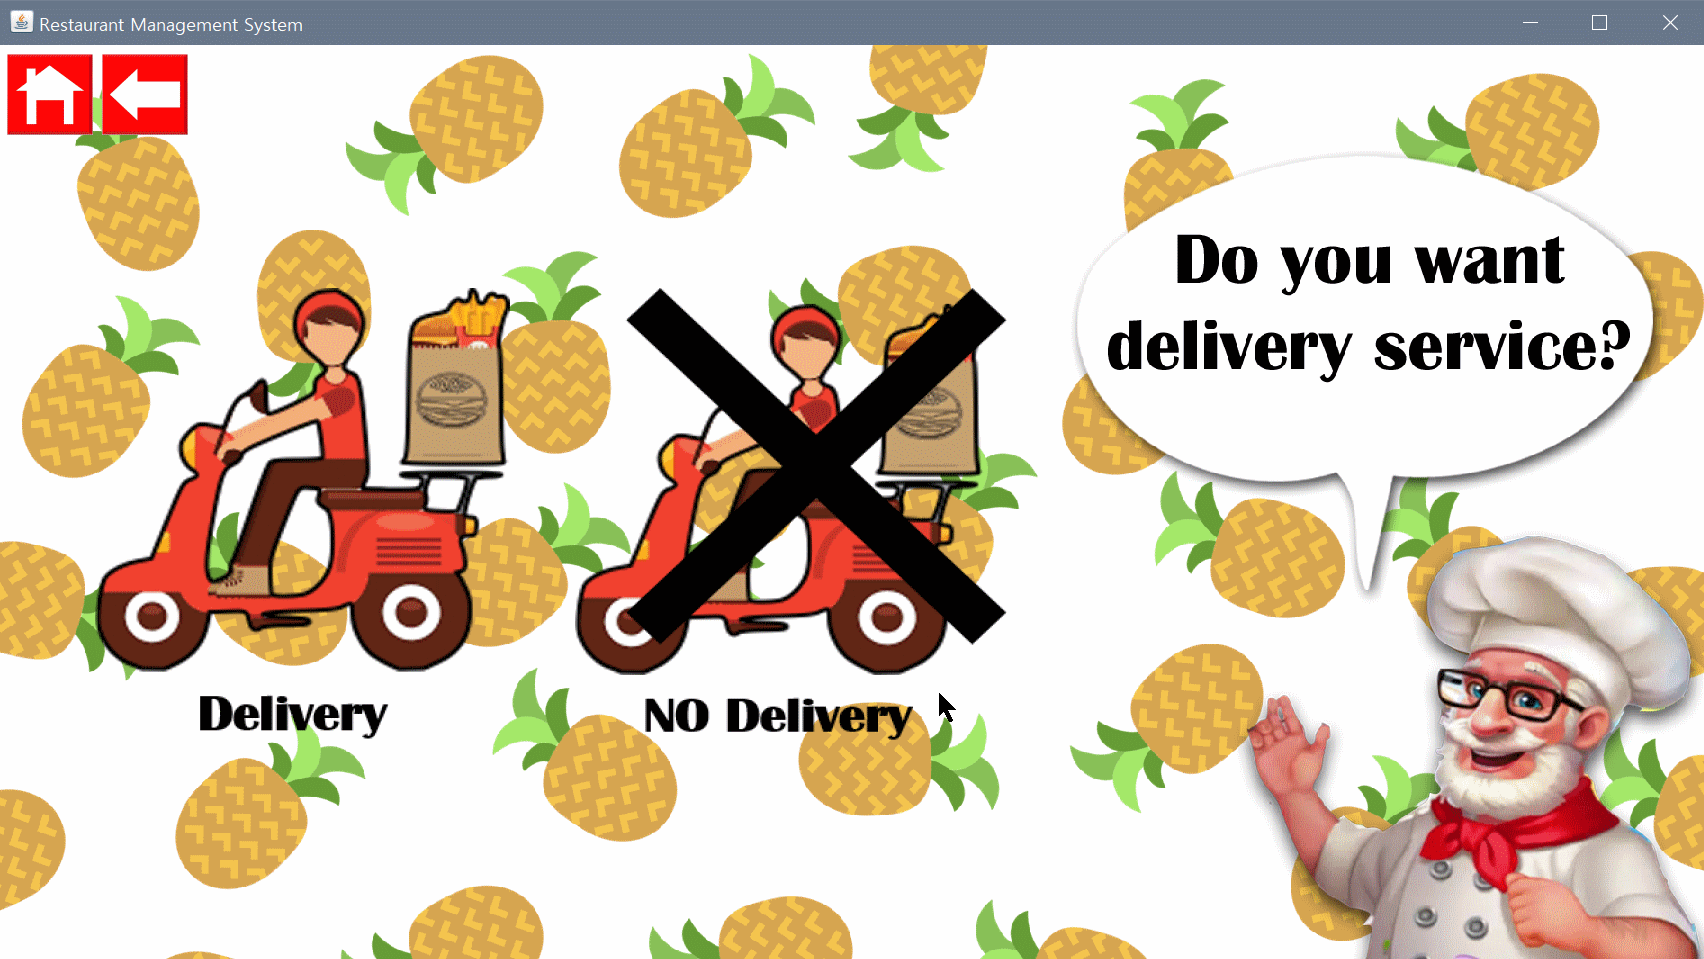 Restaurant Management System
Do you want
delivery service?
Delivery
NO Delivery